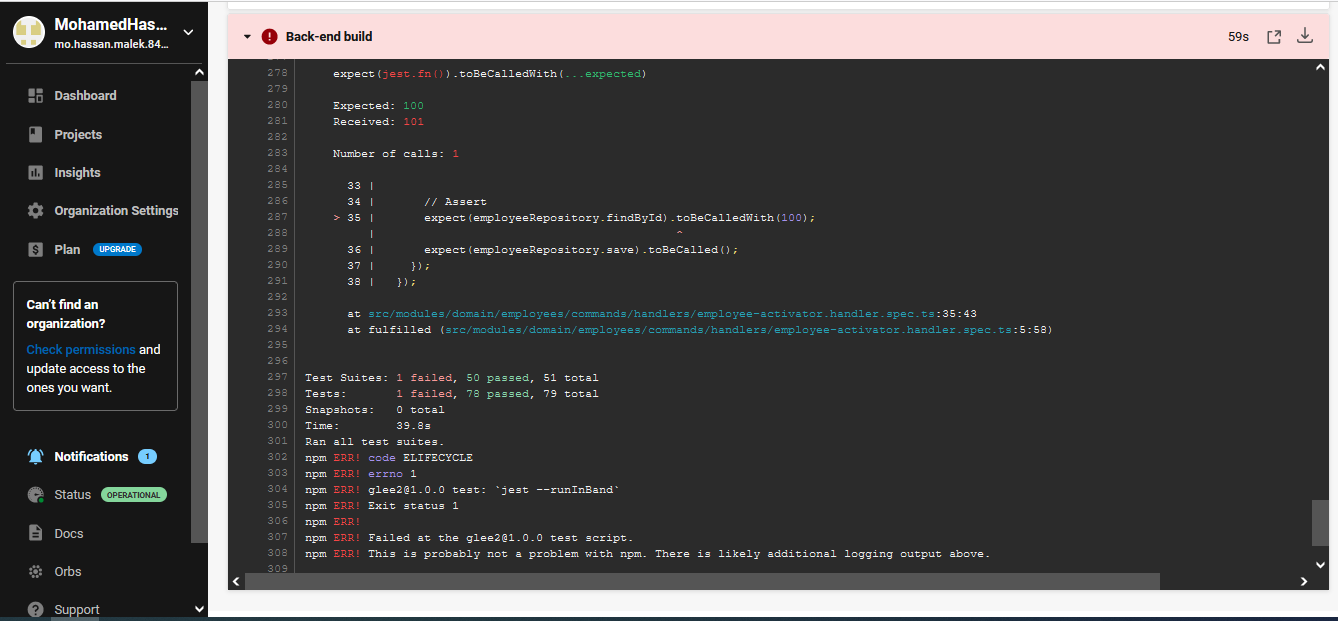 MohamedHas...
mo.hassan.malek.84...
Dashboard
Projects
Insights
Organization Settings
Plan UPGRADE
Can't find an
organization?
Check permissions and
update access to the
ones you want.
Notifications 1
Status OPERATIONAL
Docs
Orbs
Support
Back-end build 59s
278 expect(jest.fn()).toBeCalledWith(...expected)
279
280 Expected: 100
281 Received: 101
282
283 Number of calls: 1
284
285 33 |
286 34 | // Assert
287 > 35 | expect(employeeRepository.findById).toBeCalledWith(100);
288 | ^
289 36 | expect(employeeRepository.save).toBeCalled();
290 37 | });
291 38 | });
292
293 at src/modules/domain/employees/commands/handlers/employee-activator.handler.spec.ts:35:43
294 at fulfilled (src/modules/domain/employees/commands/handlers/employee-activator.handler.spec.ts:5:58)
295
296
297 Test Suites: 1 failed, 50 passed, 51 total
298 Tests: 1 failed, 78 passed, 79 total
299 Snapshots: 0 total
300 Time: 39.8s
301 Ran all test suites.
302 npm ERR! code ELIFECYCLE
303 npm ERR! errno 1
304 npm ERR! glee2@1.0.0 test: `jest --runInBand`
305 npm ERR! Exit status 1
306 npm ERR!
307 npm ERR! Failed at the glee2@1.0.0 test script.
308 npm ERR! This is probably not a problem with npm. There is likely additional logging output above.
309